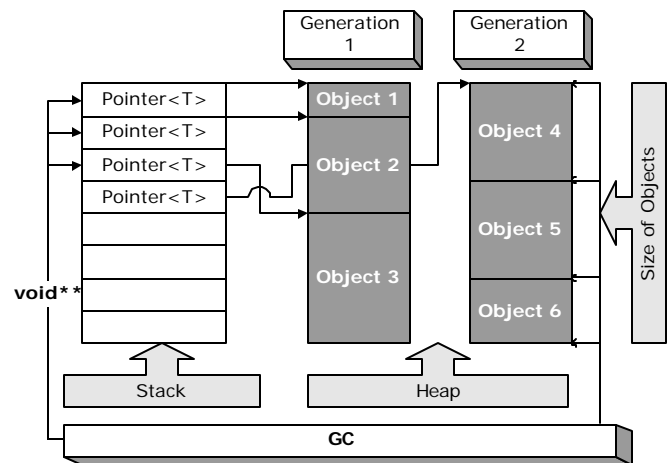 Generation
1
Generation
2
Pointer<T>
Pointer<T>
Pointer<T>
Pointer<T>
Object 1
Object 2
Object 3
Object 4
Object 5
Object 6
Size of Objects
void**
Stack
Heap
GC